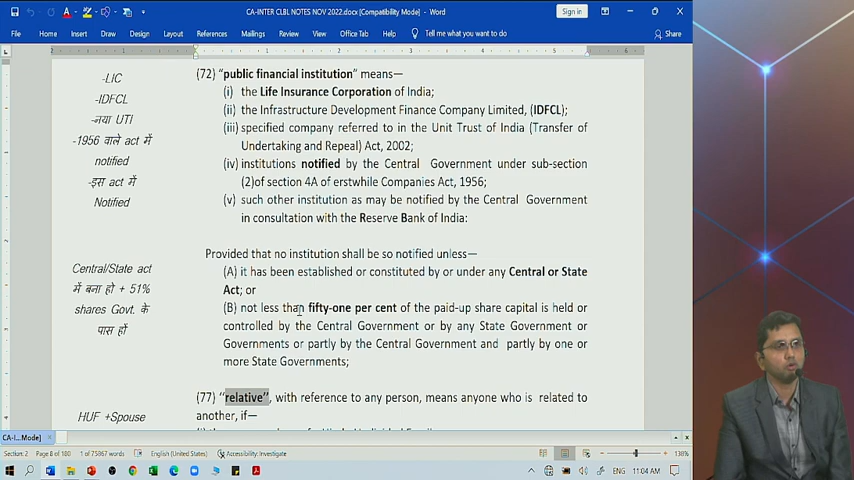 CA-INTER CLBL NOTES NOV 2022.docx [Compatibility Mode] - Word
Sign in
File Home Insert Draw Design Layout References Mailings Review View Office Tab Help Tell me what you want to do Share
-LIC
-IDFCL
-नया UTI
-1956 वाले act में
notified
-इस act में
Notified
(72) "public financial institution" means—
(i) the Life Insurance Corporation of India;
(ii) the Infrastructure Development Finance Company Limited, (IDFCL);
(iii) specified company referred to in the Unit Trust of India (Transfer of
Undertaking and Repeal) Act, 2002;
(iv) institutions notified by the Central Government under sub-section
(2)of section 4A of erstwhile Companies Act, 1956;
(v) such other institution as may be notified by the Central Government
in consultation with the Reserve Bank of India:
Provided that no institution shall be so notified unless—
Central/State act
में बना हो + 51%
shares Govt. के
पास हों
(A) it has been established or constituted by or under any Central or State
Act; or
(B) not less than fifty-one per cent of the paid-up share capital is held or
controlled by the Central Government or by any State Government or
Governments or partly by the Central Government and partly by one or
more State Governments;
HUF +Spouse
(77) "relative", with reference to any person, means anyone who is related to
another, if—
CA-I...Mode]
Section: 2 Page 8 of 180 1 of 75867 words English (United States) Accessibility: Investigate 138%
ENG 11:04 AM